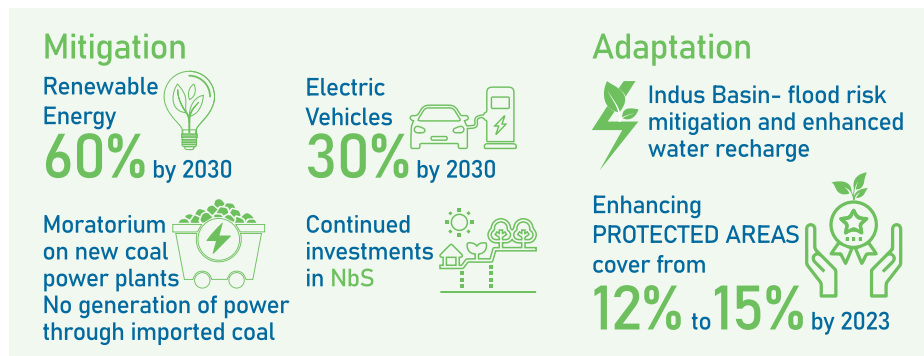 Mitigation
Renewable
Energy
60% by 2030
Electric
Vehicles
30% by 2030
Moratorium
on new coal
power plants
No generation of power
through imported coal
Continued
investments
in NbS
Adaptation
Indus Basin- flood risk
mitigation and enhanced
water recharge
Enhancing
PROTECTED AREAS
cover from
12% to 15% by 2023